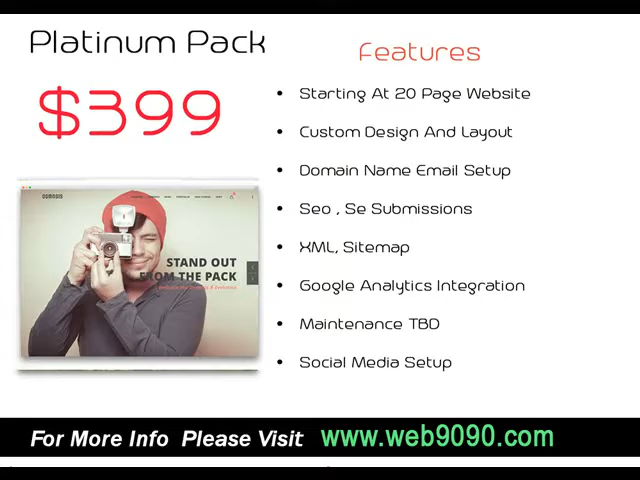 Platinum Pack
$399
OSMOSIS
STAND OUT
FROM THE PACK
Features
• Starting At 20 Page Website
• Custom Design And Layout
• Domain Name Email Setup
• Seo , Se Submissions
• XML, Sitemap
• Google Analytics Integration
• Maintenance TBD
• Social Media Setup
For More Info Please Visit www.web9090.com